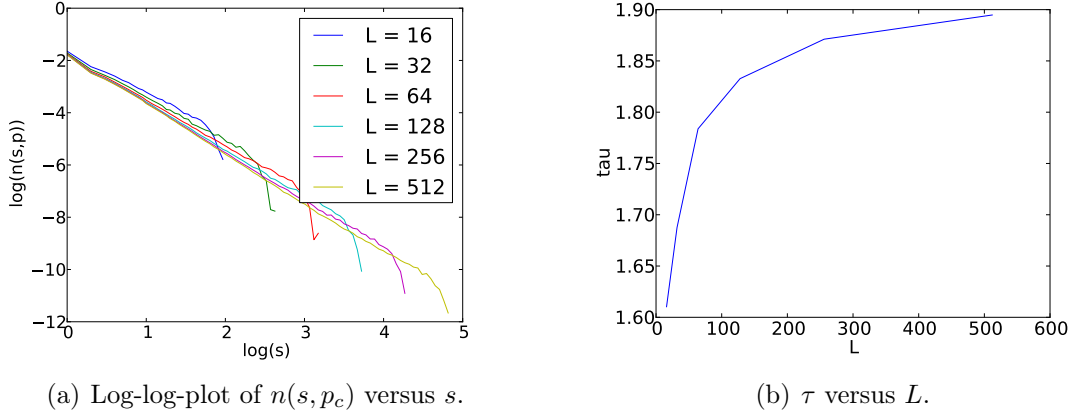 0
−2
−4
−6
−8
−10
−12
0
1
2
3
4
5
log(s)
log(n(s,p))
L = 16
L = 32
L = 64
L = 128
L = 256
L = 512
(a) Log-log-plot of n(s, p_c) versus s.
1.90
1.85
1.80
1.75
1.70
1.65
1.60
0
100
200
300
400
500
600
L
tau
(b) τ versus L.